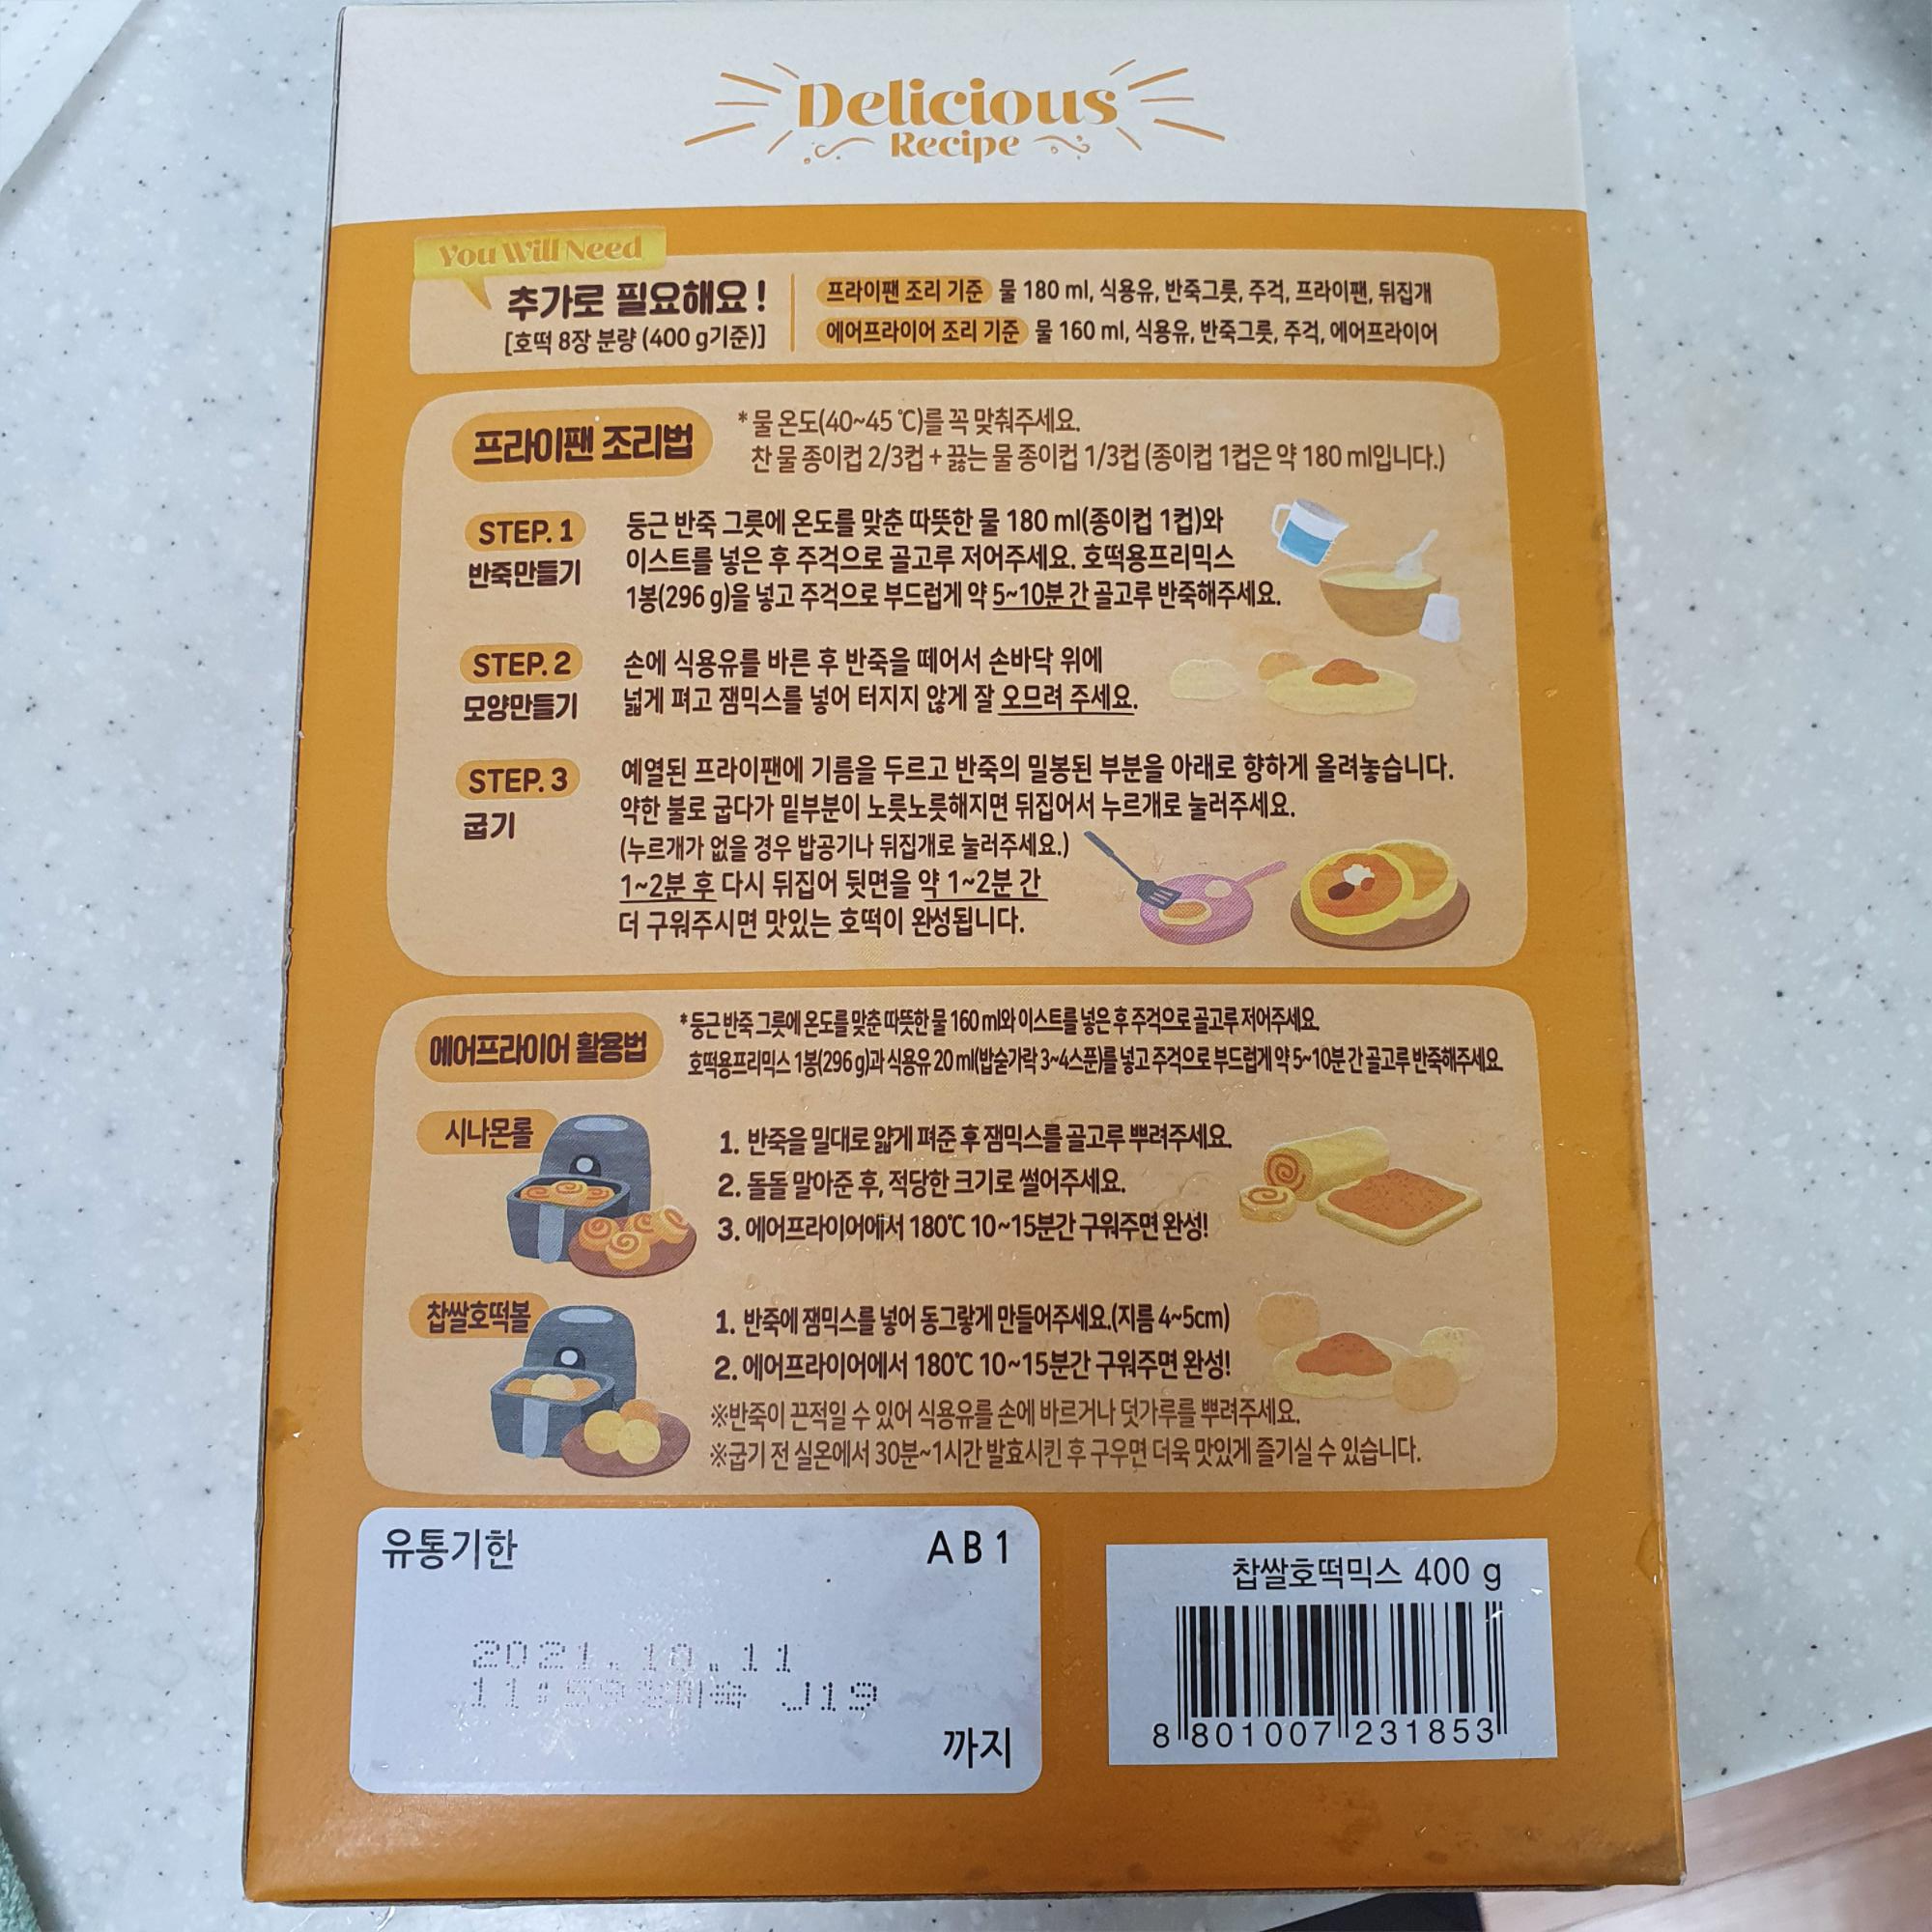 Delicious
Recipe
You Will Need
추가로 필요해요 !
[호떡 8장 분량 (400 g기준)]
프라이팬 조리 기준 물 180 ml, 식용유, 반죽그릇, 주걱, 프라이팬, 뒤집개
에어프라이어 조리 기준 물 160 ml, 식용유, 반죽그릇, 주걱, 에어프라이어
프라이팬 조리법
* 물 온도(40~45 ℃)를 꼭 맞춰주세요.
찬 물 종이컵 2/3컵 + 끓는 물 종이컵 1/3컵 (종이컵 1컵은 약 180 ml입니다.)
STEP. 1
반죽만들기
둥근 반죽 그릇에 온도를 맞춘 따뜻한 물 180 ml(종이컵 1컵)와
이스트를 넣은 후 주걱으로 골고루 저어주세요. 호떡용프리믹스
1봉(296 g)을 넣고 주걱으로 부드럽게 약 5~10분 간 골고루 반죽해주세요.
STEP. 2
모양만들기
손에 식용유를 바른 후 반죽을 떼어서 손바닥 위에
넓게 펴고 잼믹스를 넣어 터지지 않게 잘 오므려 주세요.
STEP. 3
굽기
예열된 프라이팬에 기름을 두르고 반죽의 밀봉된 부분을 아래로 향하게 올려놓습니다.
약한 불로 굽다가 밑부분이 노릇노릇해지면 뒤집어서 누르개로 눌러주세요.
(누르개가 없을 경우 밥공기나 뒤집개로 눌러주세요.)
1~2분 후 다시 뒤집어 뒷면을 약 1~2분 간
더 구워주시면 맛있는 호떡이 완성됩니다.
에어프라이어 활용법
* 둥근 반죽 그릇에 온도를 맞춘 따뜻한 물 160 ml와 이스트를 넣은 후 주걱으로 골고루 저어주세요.
호떡용프리믹스 1봉(296 g)과 식용유 20 ml(밥숟가락 3~4스푼)를 넣고 주걱으로 부드럽게 약 5~10분 간 골고루 반죽해주세요.
시나몬롤
1. 반죽을 밀대로 얇게 펴준 후 잼믹스를 골고루 뿌려주세요.
2. 돌돌 말아준 후, 적당한 크기로 썰어주세요.
3. 에어프라이어에서 180℃ 10~15분간 구워주면 완성!
찹쌀호떡볼
1. 반죽에 잼믹스를 넣어 동그랗게 만들어주세요.(지름 4~5cm)
2. 에어프라이어에서 180℃ 10~15분간 구워주면 완성!
※반죽이 끈적일 수 있어 식용유를 손에 바르거나 덧가루를 뿌려주세요.
※굽기 전 실온에서 30분~1시간 발효시킨 후 구우면 더욱 맛있게 즐기실 수 있습니다.
유통기한 A B 1
2021.10.11
J19
까지
찹쌀호떡믹스 400 g
8 801007 231853